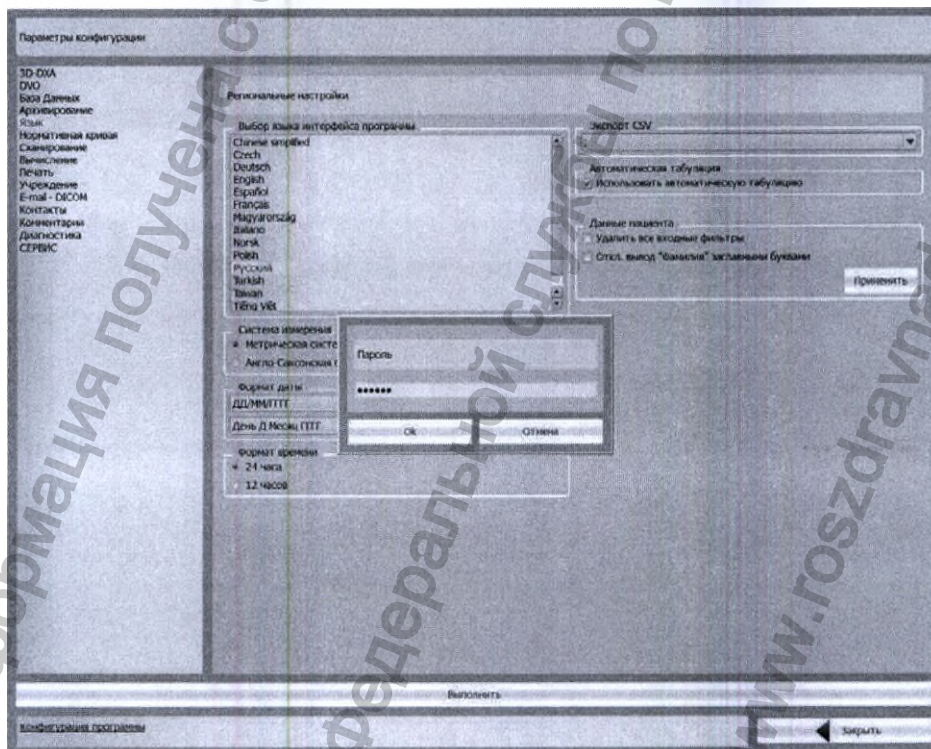 Параметры конфигурации
3D-DXA
DVO
База Данных
Архивирование
Язык
Нормативная кривая
Сканирование
Вычисление
Печать
Учреждение
E-mail - DICOM
Контакты
Комментарии
Диагностика
СЕРВИС
Региональные настройки
Выбор языка интерфейса программы
Chinese simplified
Czech
Deutsch
English
Español
Français
Magyarország
Italiano
Norsk
Polish
Русский
Turkish
Taiwan
Tiếng Việt
Экспорт CSV
;
Автоматическая табуляция
Использовать автоматическую табуляцию
Данные пациента
Удалить все входные фильтры
Откл. вывод "Фамилия" заглавными буквами
Применить
Система измерения
Метрическая систе
Англо-Саксонская
Формат даты
ДД/ММ/ГГГГ
День Д Месяц ГГГГ
Формат времени
24 часа
12 часов
Пароль
••••••
Ok
Отмена
Выполнить
Конфигурация программы
Закрыть
формация получена с
федеральной службы по
www.roszdravna